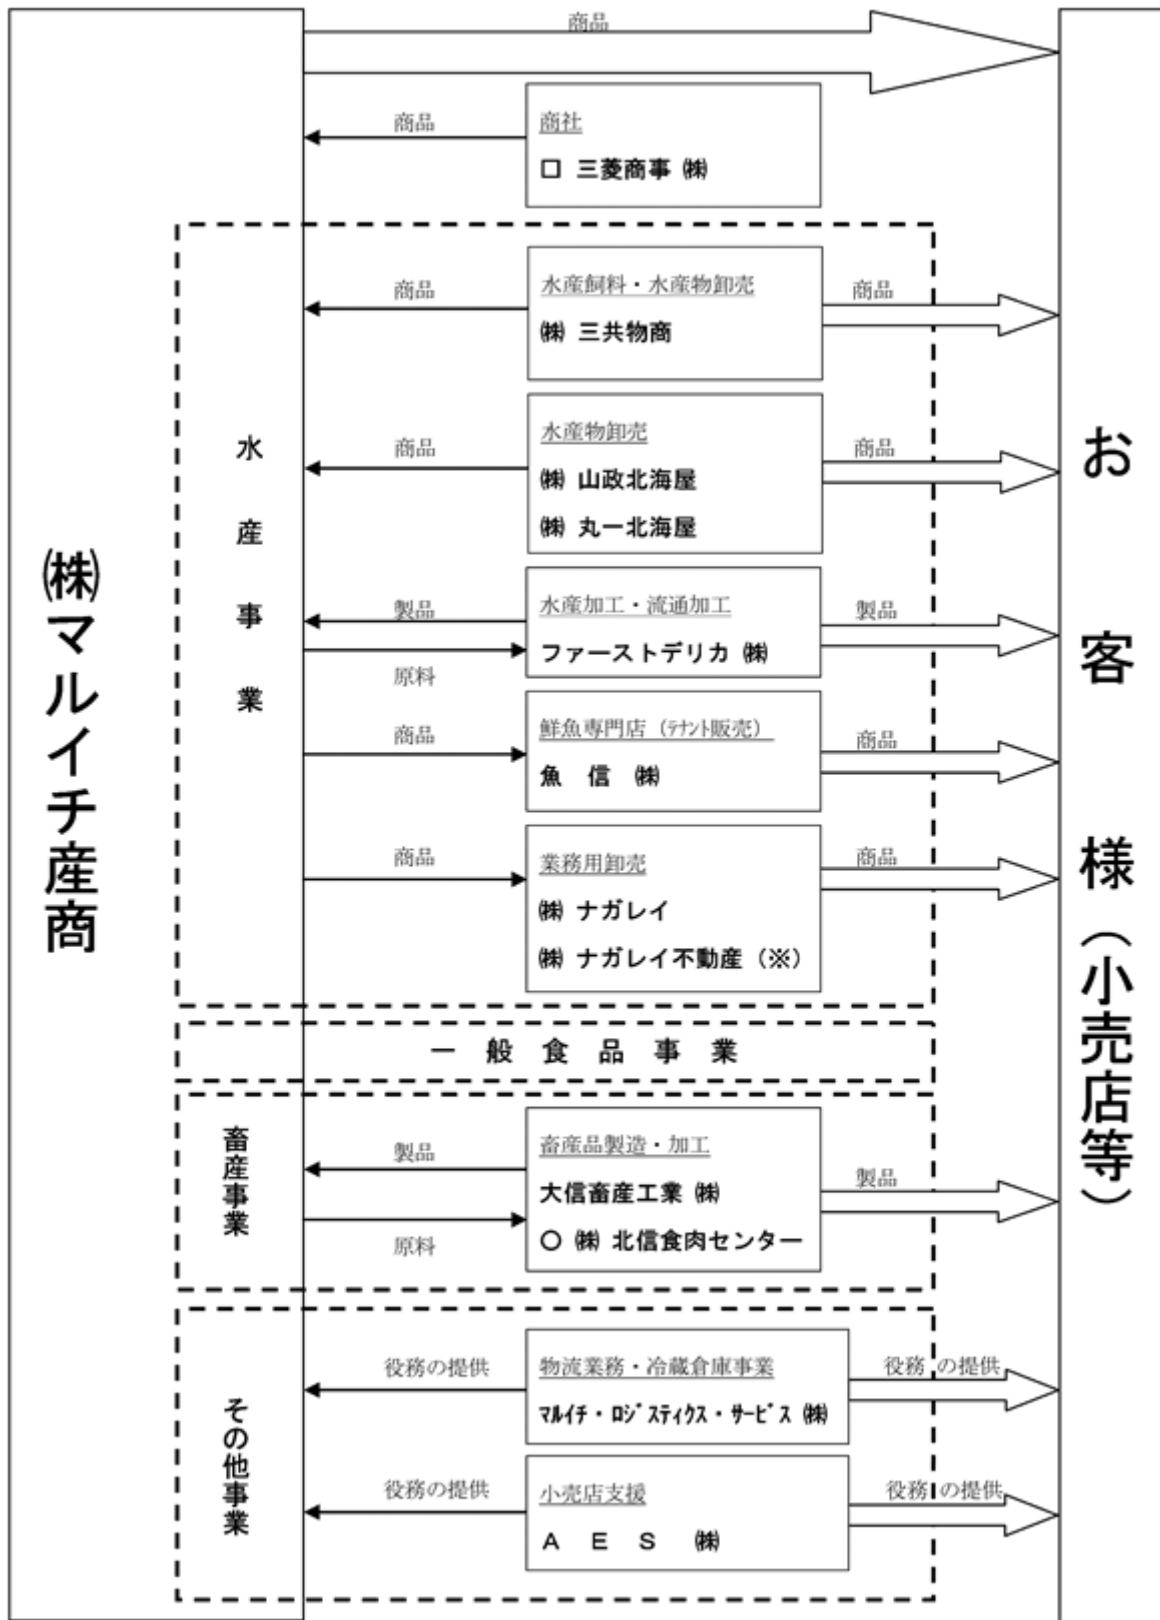 ㈱マルイチ産商
商品
商社
□ 三菱商事 ㈱
商品
水産事業
水産飼料・水産物卸売
㈱ 三共物商
商品
商品
水産物卸売
㈱ 山政北海屋
㈱ 丸一北海屋
商品
商品
水産加工・流通加工
ファーストデリカ ㈱
製品
原料
製品
鮮魚専門店（ﾃﾅﾝﾄ販売）
魚 信 ㈱
商品
商品
業務用卸売
㈱ ナガレイ
㈱ ナガレイ不動産（※）
商品
商品
一般食品事業
畜産事業
畜産品製造・加工
大信畜産工業 ㈱
○ ㈱ 北信食肉センター
製品
原料
製品
その他事業
物流業務・冷蔵倉庫事業
ﾏﾙｲﾁ・ﾛｼﾞｽﾃｨｸｽ・ｻｰﾋﾞｽ ㈱
役務の提供
役務の提供
小売店支援
Ａ Ｅ Ｓ ㈱
役務の提供
役務の提供
お客様（小売店等）